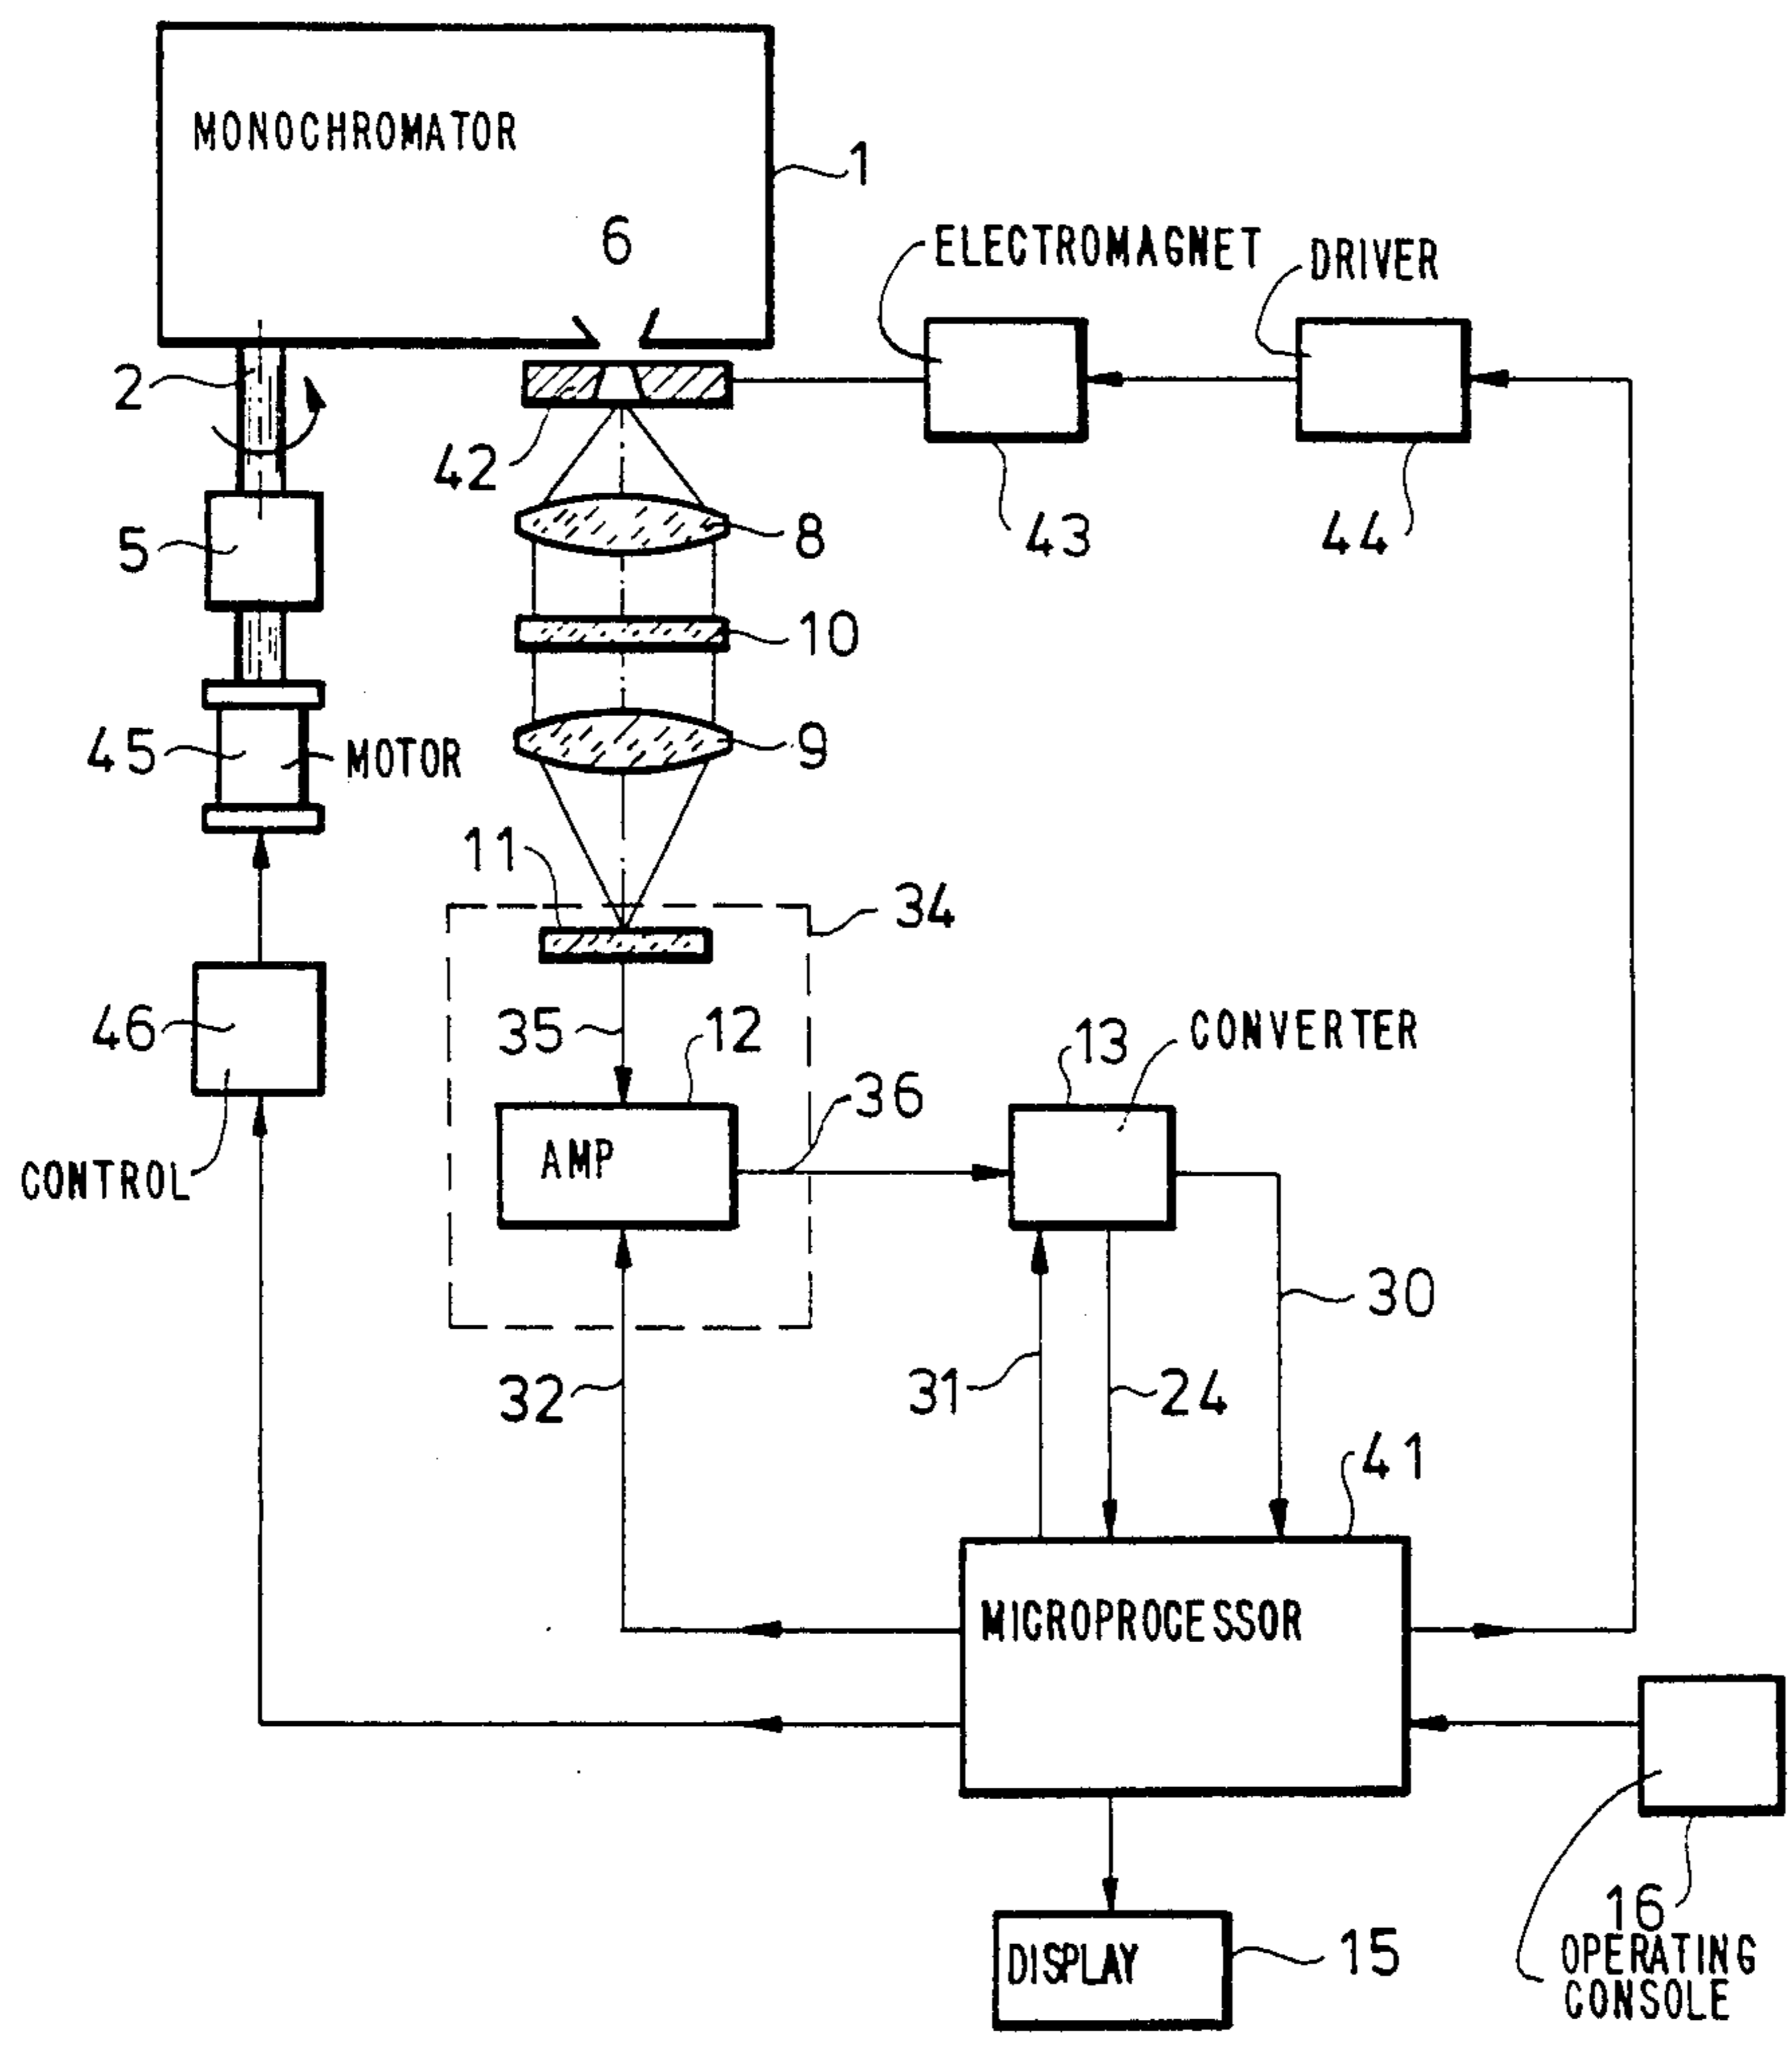 MONOCHROMATOR
1
6
ELECTROMAGNET
DRIVER
2
42
8
43
44
5
10
45
MOTOR
9
11
34
46
35
12
13
CONVERTER
36
CONTROL
AMP
30
32
31
24
41
MICROPROCESSOR
16
OPERATING
CONSOLE
DISPLAY
15